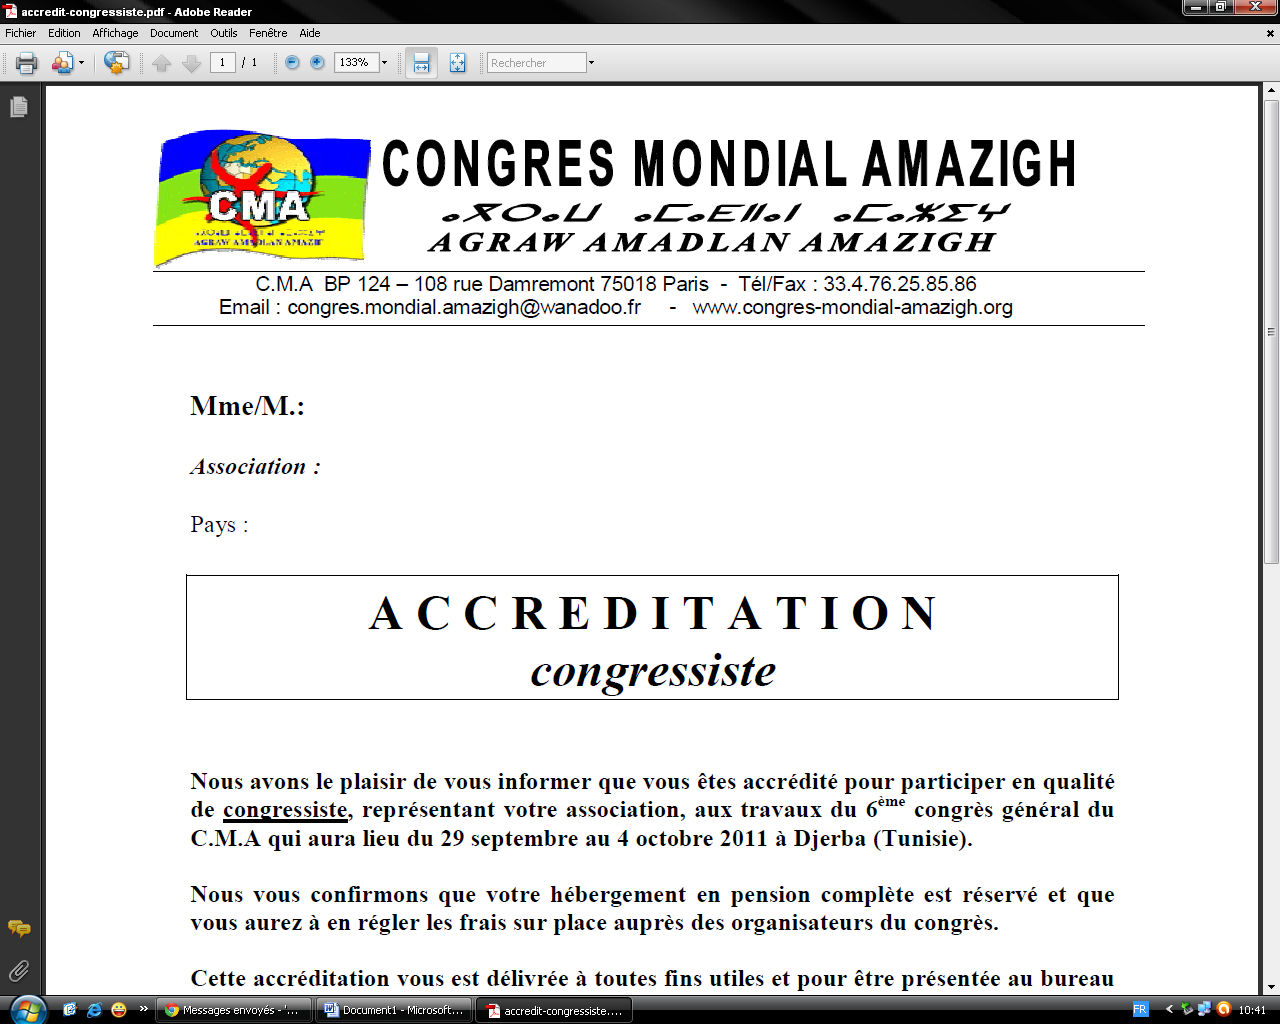 accredit-congressiste.pdf - Adobe Reader
Fichier Edition Affichage Document Outils Fenêtre Aide
1 / 1 133% Rechercher
CONGRES MONDIAL AMAZIGH
ⴰⴳⵔⴰⵡ ⴰⵎⴰⴹⵍⴰⵏ ⴰⵎⴰⵣⵉⵖ
AGRAW AMADLAN AMAZIGH
CMA
AGRAW AMADLAN AMAZIΓ
C.M.A BP 124 – 108 rue Damremont 75018 Paris - Tél/Fax : 33.4.76.25.85.86
Email : congres.mondial.amazigh@wanadoo.fr - www.congres-mondial-amazigh.org
Mme/M.:
Association :
Pays :
ACCREDITATION
congressiste
Nous avons le plaisir de vous informer que vous êtes accrédité pour participer en qualité
de congressiste, représentant votre association, aux travaux du 6ème congrès général du
C.M.A qui aura lieu du 29 septembre au 4 octobre 2011 à Djerba (Tunisie).
Nous vous confirmons que votre hébergement en pension complète est réservé et que
vous aurez à en régler les frais sur place auprès des organisateurs du congrès.
Cette accréditation vous est délivrée à toutes fins utiles et pour être présentée au bureau
Messages envoyés - '... Document1 - Microsoft... accredit-congressiste.... FR 10:41